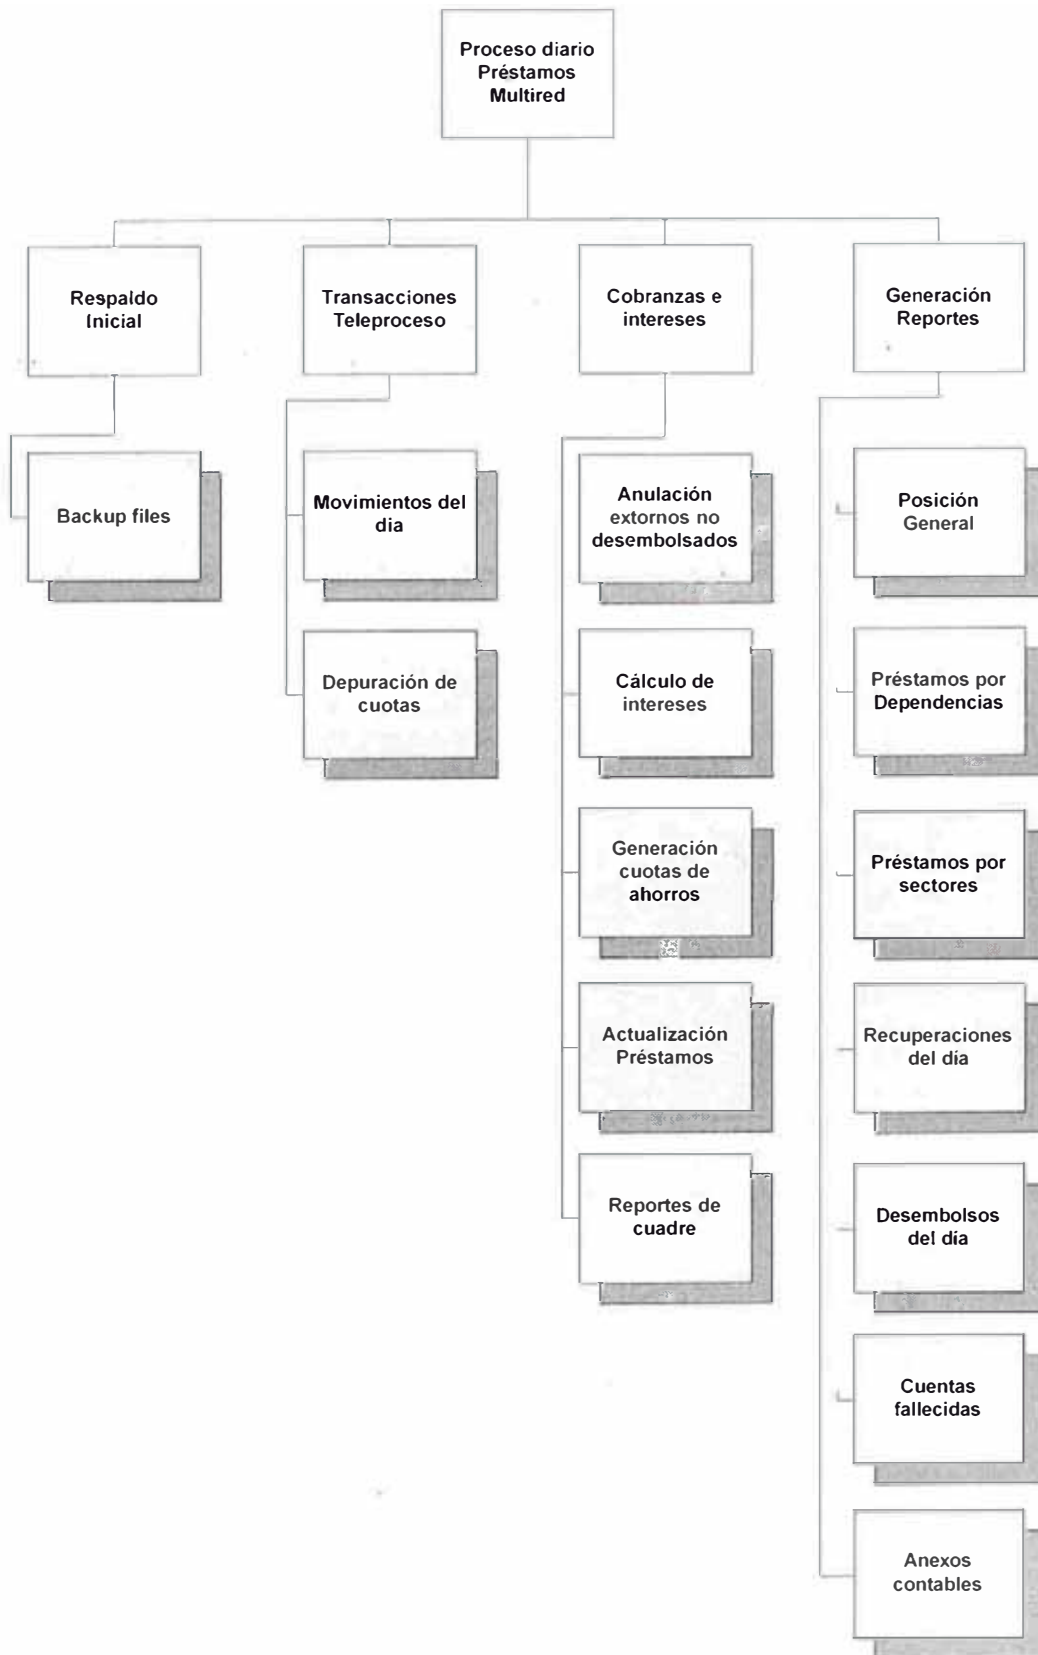 Proceso diario
Préstamos
Multired
Respaldo
Inicial
Transacciones
Teleproceso
Cobranzas e
intereses
Generación
Reportes
Backup files
Movimientos del
dia
Depuración de
cuotas
Anulación
extornos no
desembolsados
Cálculo de
intereses
Generación
cuotas de
ahorros
Actualización
Préstamos
Reportes de
cuadre
Posición
General
Préstamos por
Dependencias
Préstamos por
sectores
Recuperaciones
del día
Desembolsos
del día
Cuentas
fallecidas
Anexos
contables